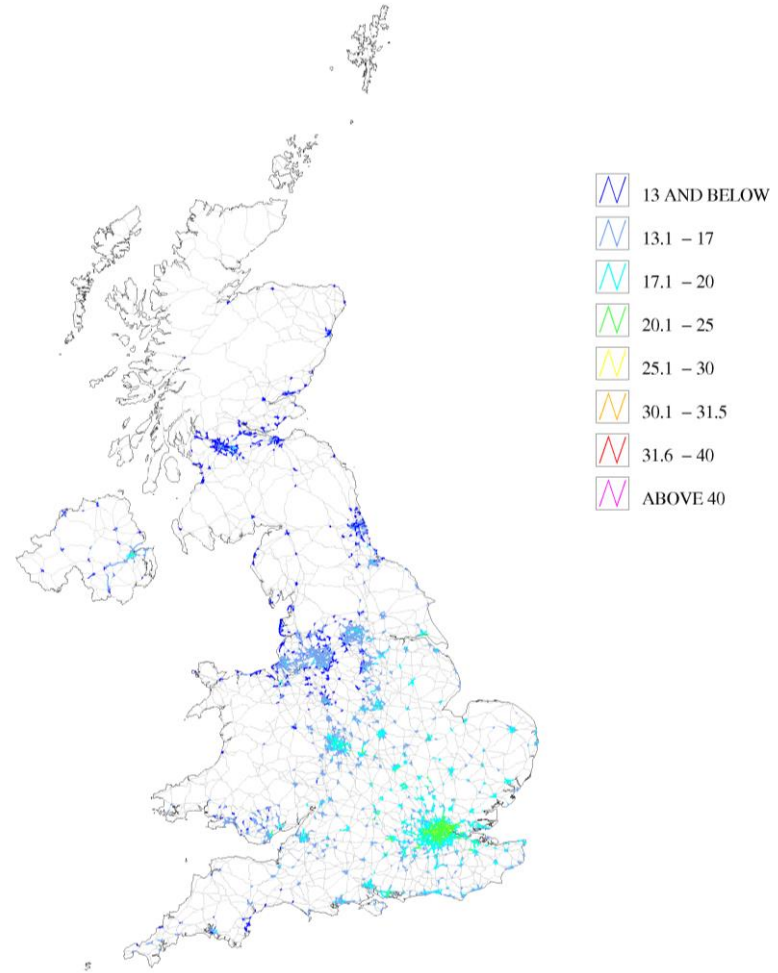 13 AND BELOW
13.1 – 17
17.1 – 20
20.1 – 25
25.1 – 30
30.1 – 31.5
31.6 – 40
ABOVE 40